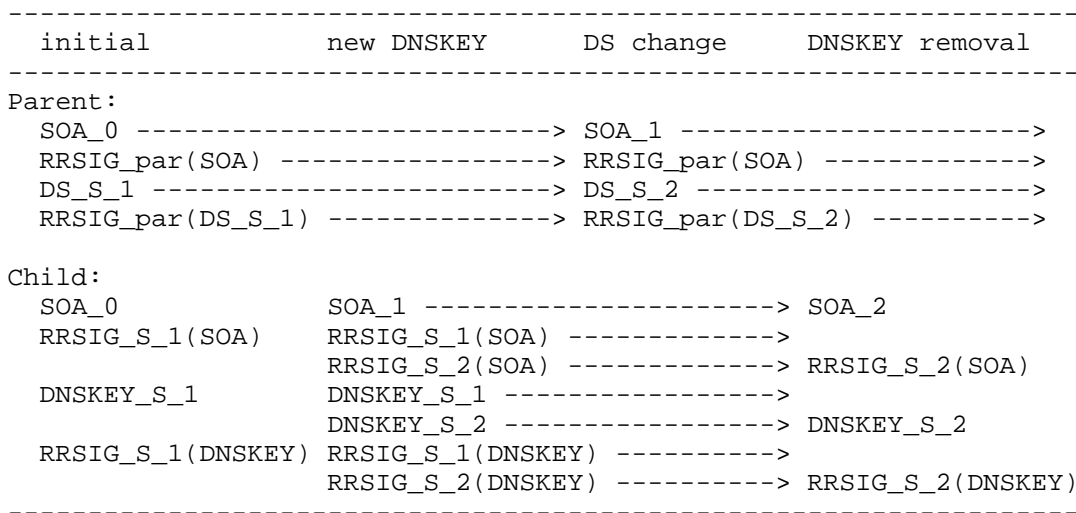 --------------------------------------------------------------------
  initial            new DNSKEY       DS change     DNSKEY removal
--------------------------------------------------------------------
Parent:
  SOA_0 --------------------------> SOA_1 ---------------------->
  RRSIG_par(SOA) -----------------> RRSIG_par(SOA) ------------->
  DS_S_1 -------------------------> DS_S_2 --------------------->
  RRSIG_par(DS_S_1) --------------> RRSIG_par(DS_S_2) ---------->

Child:
  SOA_0             SOA_1 ----------------------> SOA_2
  RRSIG_S_1(SOA)    RRSIG_S_1(SOA) ------------->
                    RRSIG_S_2(SOA) -------------> RRSIG_S_2(SOA)
  DNSKEY_S_1        DNSKEY_S_1 ----------------->
                    DNSKEY_S_2 -----------------> DNSKEY_S_2
  RRSIG_S_1(DNSKEY) RRSIG_S_1(DNSKEY) ---------->
                    RRSIG_S_2(DNSKEY) ----------> RRSIG_S_2(DNSKEY)
--------------------------------------------------------------------